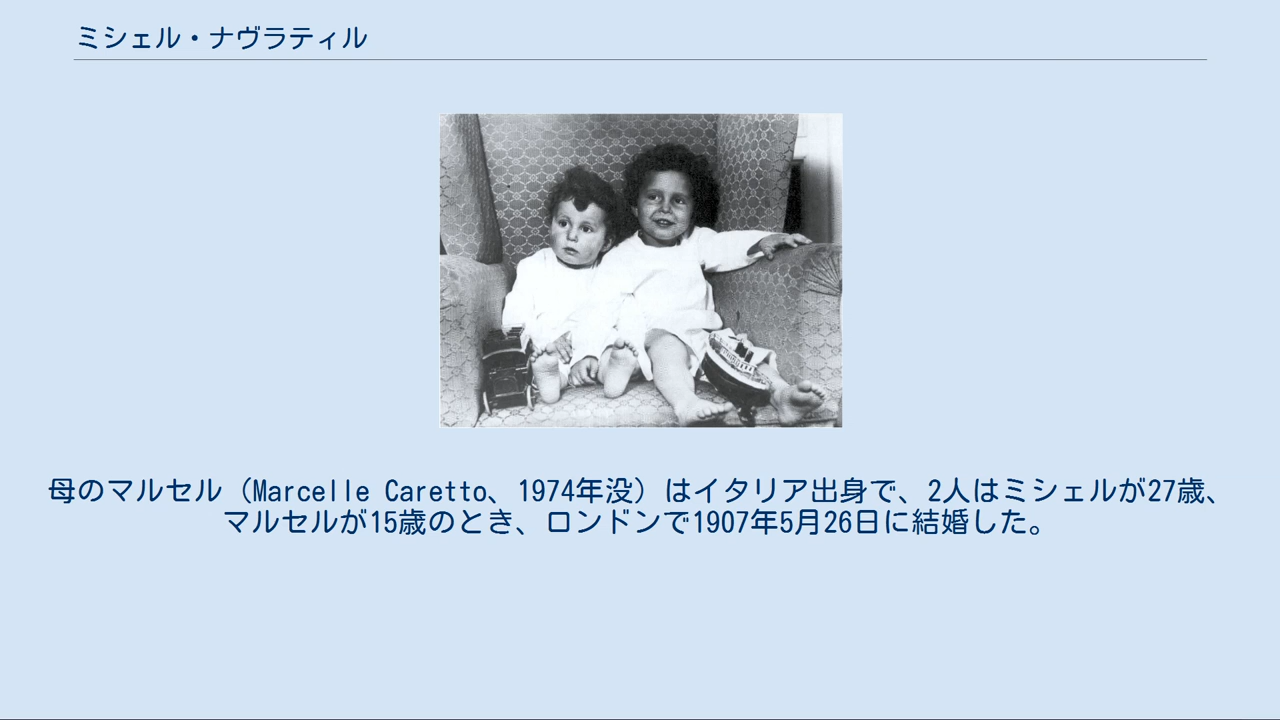 ミシェル・ナヴラティル
母のマルセル（Marcelle Caretto、1974年没）はイタリア出身で、2人はミシェルが27歳、
マルセルが15歳のとき、ロンドンで1907年5月26日に結婚した。